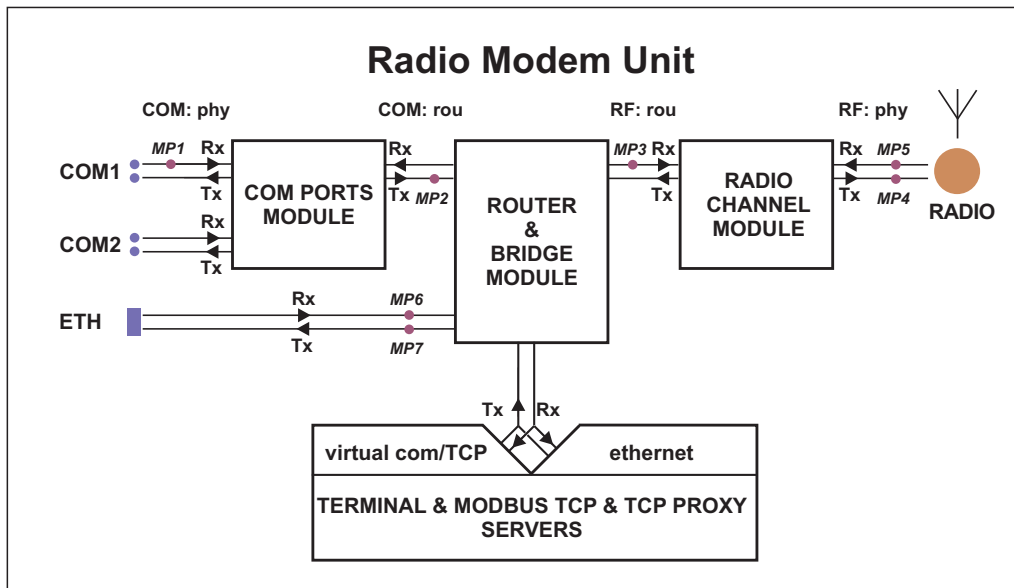 Radio Modem Unit
COM: phy
COM: rou
RF: rou
RF: phy
MP1
Rx
Rx
MP3
Rx
Rx
MP5
COM1
Tx
COM PORTS
MODULE
Tx
MP2
ROUTER
&
BRIDGE
MODULE
Tx
RADIO
CHANNEL
MODULE
Tx
MP4
RADIO
COM2
Rx
Tx
ETH
Rx
MP6
Tx
MP7
Tx
Rx
virtual com/TCP
ethernet
TERMINAL & MODBUS TCP & TCP PROXY
SERVERS